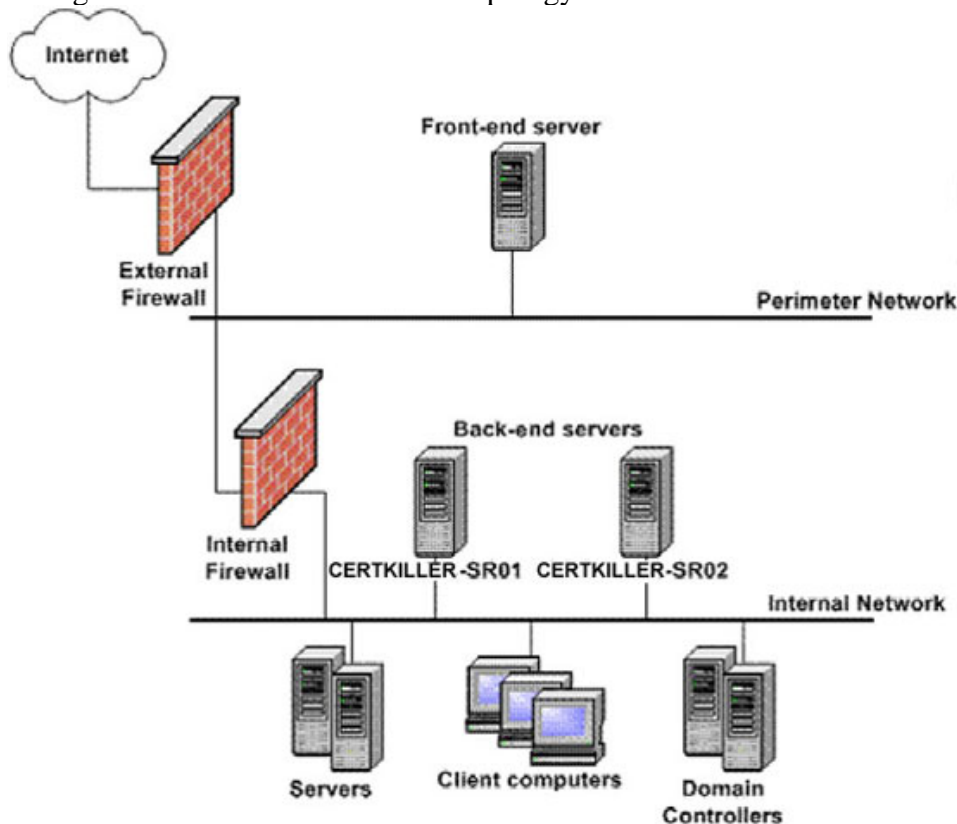 Internet
Front-end server
External
Firewall
Perimeter Network
Back-end servers
Internal
Firewall
CERTKILLER-SR01
CERTKILLER-SR02
Internal Network
Servers
Client computers
Domain
Controllers